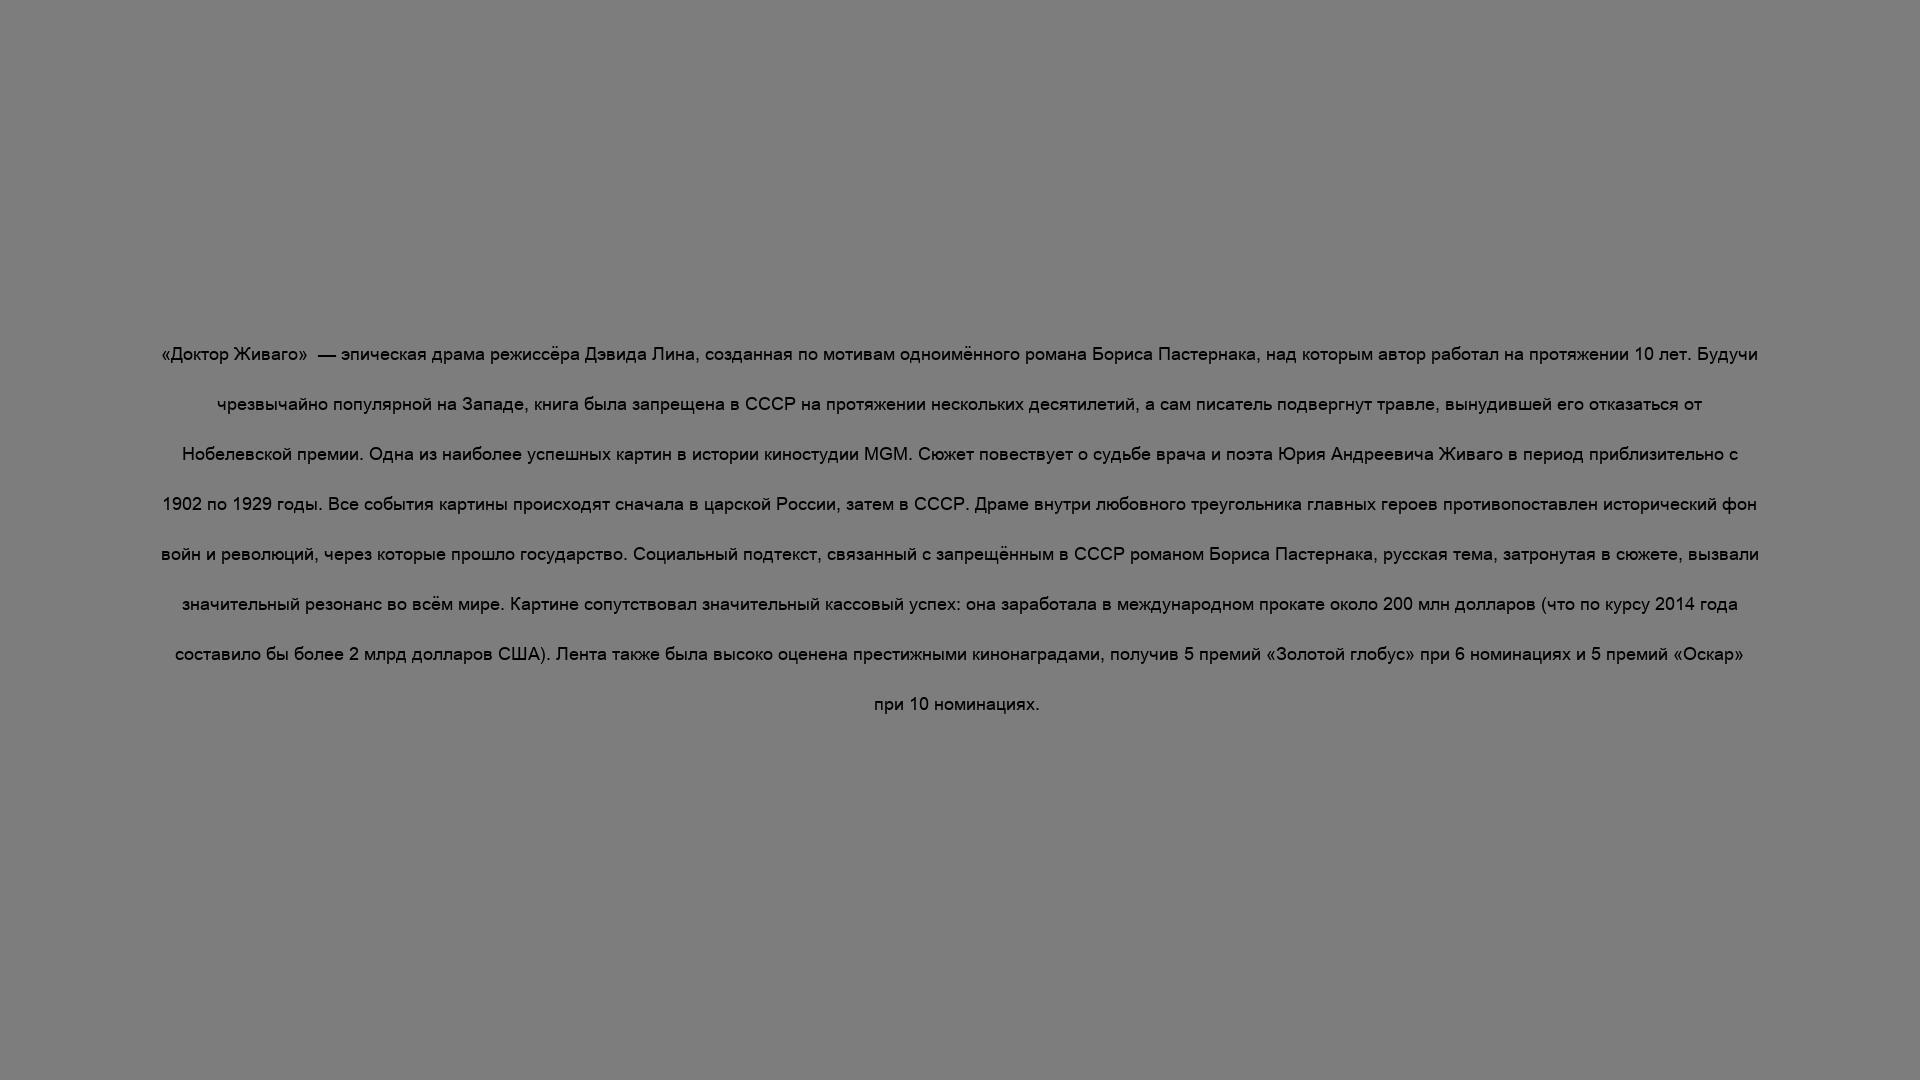 «Доктор Живаго»  — эпическая драма режиссёра Дэвида Лина, созданная по мотивам одноимённого романа Бориса Пастернака, над которым автор работал на протяжении 10 лет. Будучи
чрезвычайно популярной на Западе, книга была запрещена в СССР на протяжении нескольких десятилетий, а сам писатель подвергнут травле, вынудившей его отказаться от
Нобелевской премии. Одна из наиболее успешных картин в истории киностудии MGM. Сюжет повествует о судьбе врача и поэта Юрия Андреевича Живаго в период приблизительно с
1902 по 1929 годы. Все события картины происходят сначала в царской России, затем в СССР. Драме внутри любовного треугольника главных героев противопоставлен исторический фон
войн и революций, через которые прошло государство. Социальный подтекст, связанный с запрещённым в СССР романом Бориса Пастернака, русская тема, затронутая в сюжете, вызвали
значительный резонанс во всём мире. Картине сопутствовал значительный кассовый успех: она заработала в международном прокате около 200 млн долларов (что по курсу 2014 года
составило бы более 2 млрд долларов США). Лента также была высоко оценена престижными кинонаградами, получив 5 премий «Золотой глобус» при 6 номинациях и 5 премий «Оскар»
при 10 номинациях.